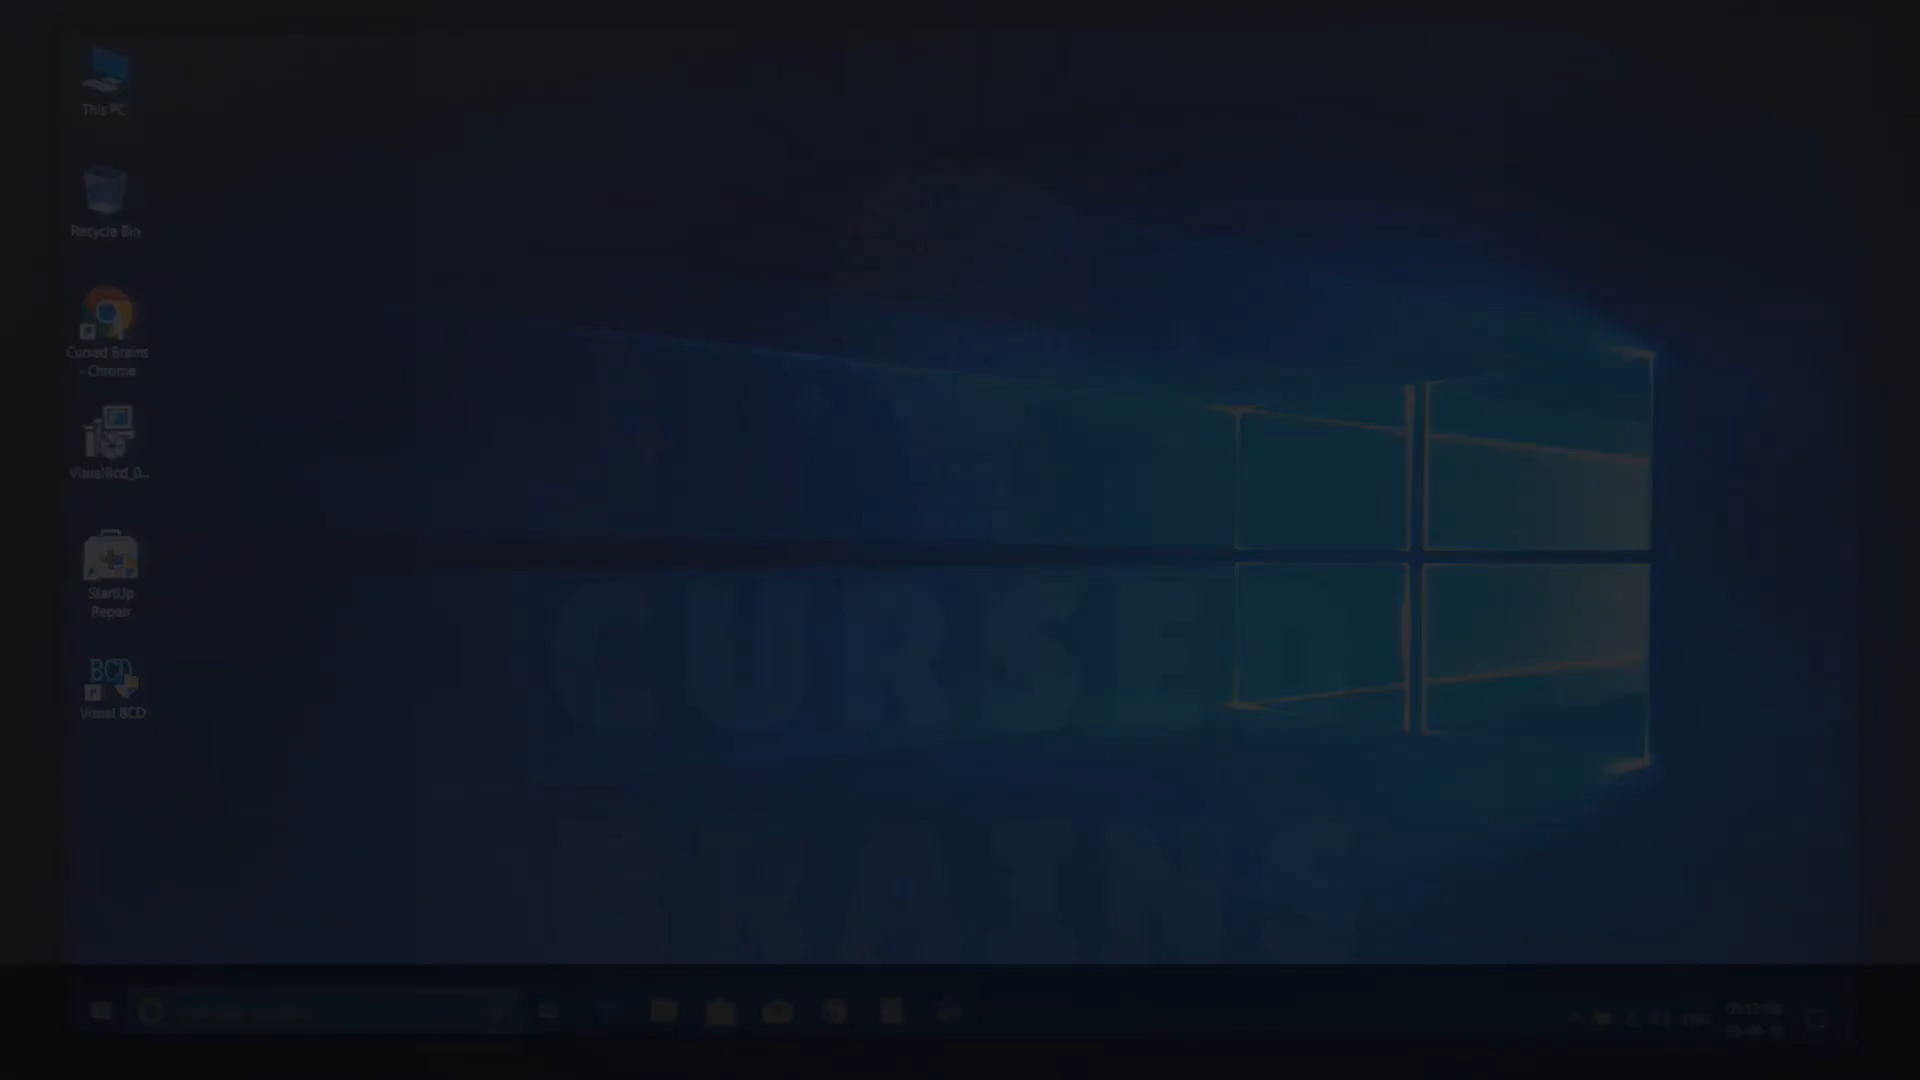 This PC
Recycle Bin
Cursed Brains
- Chrome
VisualBcd_0...
StartUp
Repair
BCD
Visual BCD
CURSED
BRAINS